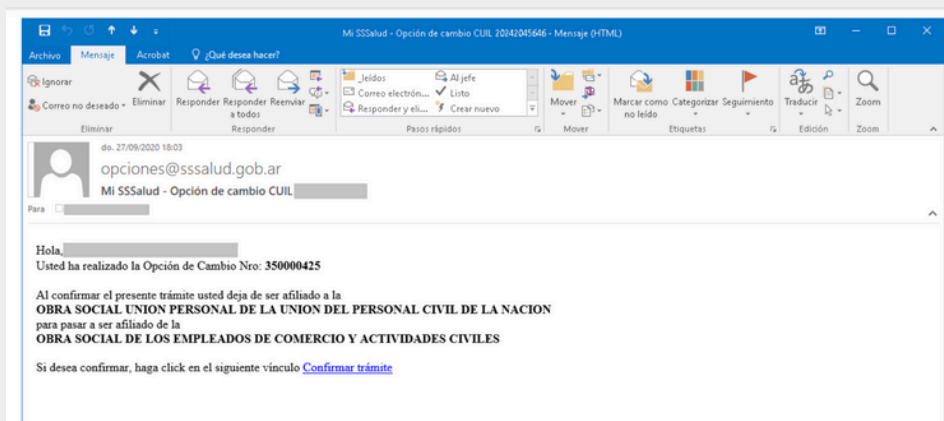 Mi SSSalud - Opción de cambio CUIL 20242045646 - Mensaje (HTML)
Archivo Mensaje Acrobat ¿Qué desea hacer?
Ignorar
Correo no deseado
Eliminar
Responder
Responder a todos
Reenviar
_leídos
Correo electrón...
Responder y eli...
Al jefe
Listo
Crear nuevo
Mover
Marcar como no leído
Categorizar
Seguimiento
Traducir
Zoom
Eliminar Responder Pasos rápidos Mover Etiquetas Edición Zoom
do. 27/09/2020 18:03
opciones@sssalud.gob.ar
Mi SSSalud - Opción de cambio CUIL
Para
Hola,
Usted ha realizado la Opción de Cambio Nro: 350000425
Al confirmar el presente trámite usted deja de ser afiliado a la
OBRA SOCIAL UNION PERSONAL DE LA UNION DEL PERSONAL CIVIL DE LA NACION
para pasar a ser afiliado de la
OBRA SOCIAL DE LOS EMPLEADOS DE COMERCIO Y ACTIVIDADES CIVILES
Si desea confirmar, haga click en el siguiente vínculo Confirmar trámite